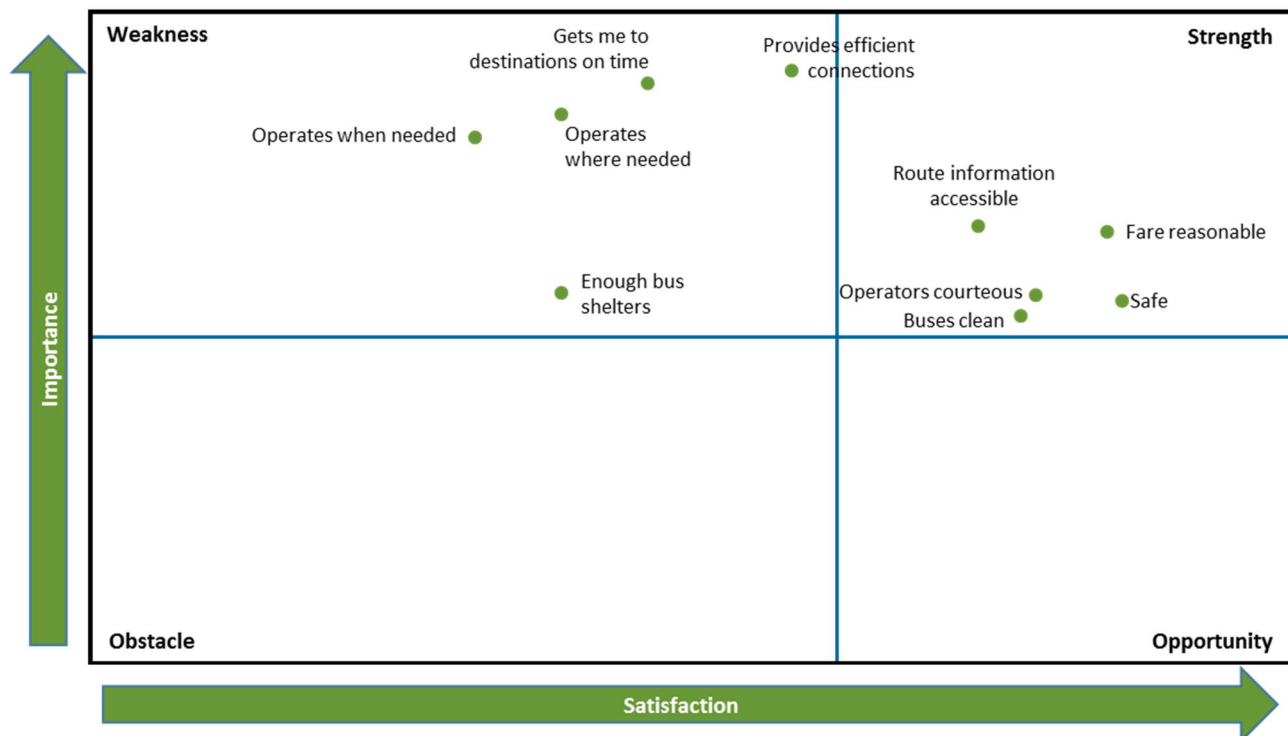 Weakness
Strength
Gets me to
destinations on time
Provides efficient
connections
Operates when needed
Operates
where needed
Route information
accessible
Fare reasonable
Enough bus
shelters
Operators courteous
Safe
Buses clean
Importance
Obstacle
Opportunity
Satisfaction